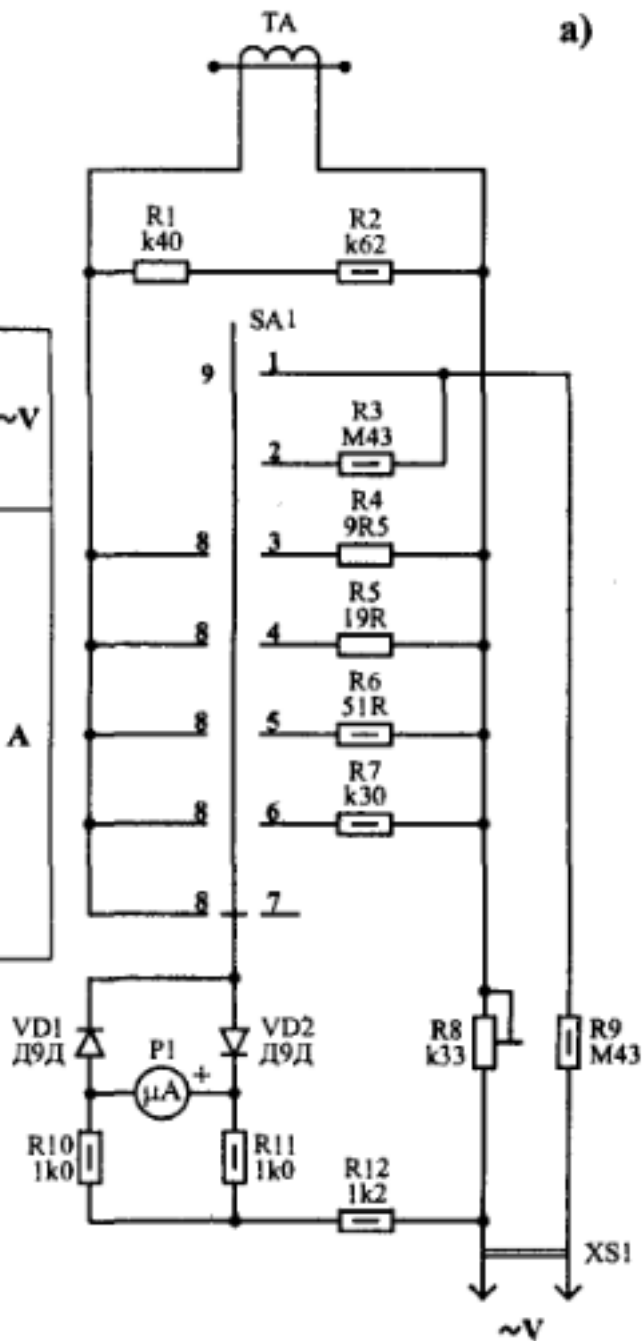 TA
а)
R1
k40
R2
k62
SA1
~V
9
1
R3
M43
2
R4
9R5
8
3
R5
19R
8
4
R6
51R
A
8
5
R7
k30
8
6
8
7
VD1
Д9Д
P1
+
μA
VD2
Д9Д
R8
k33
R9
M43
R10
1k0
R11
1k0
R12
1k2
XS1
~V